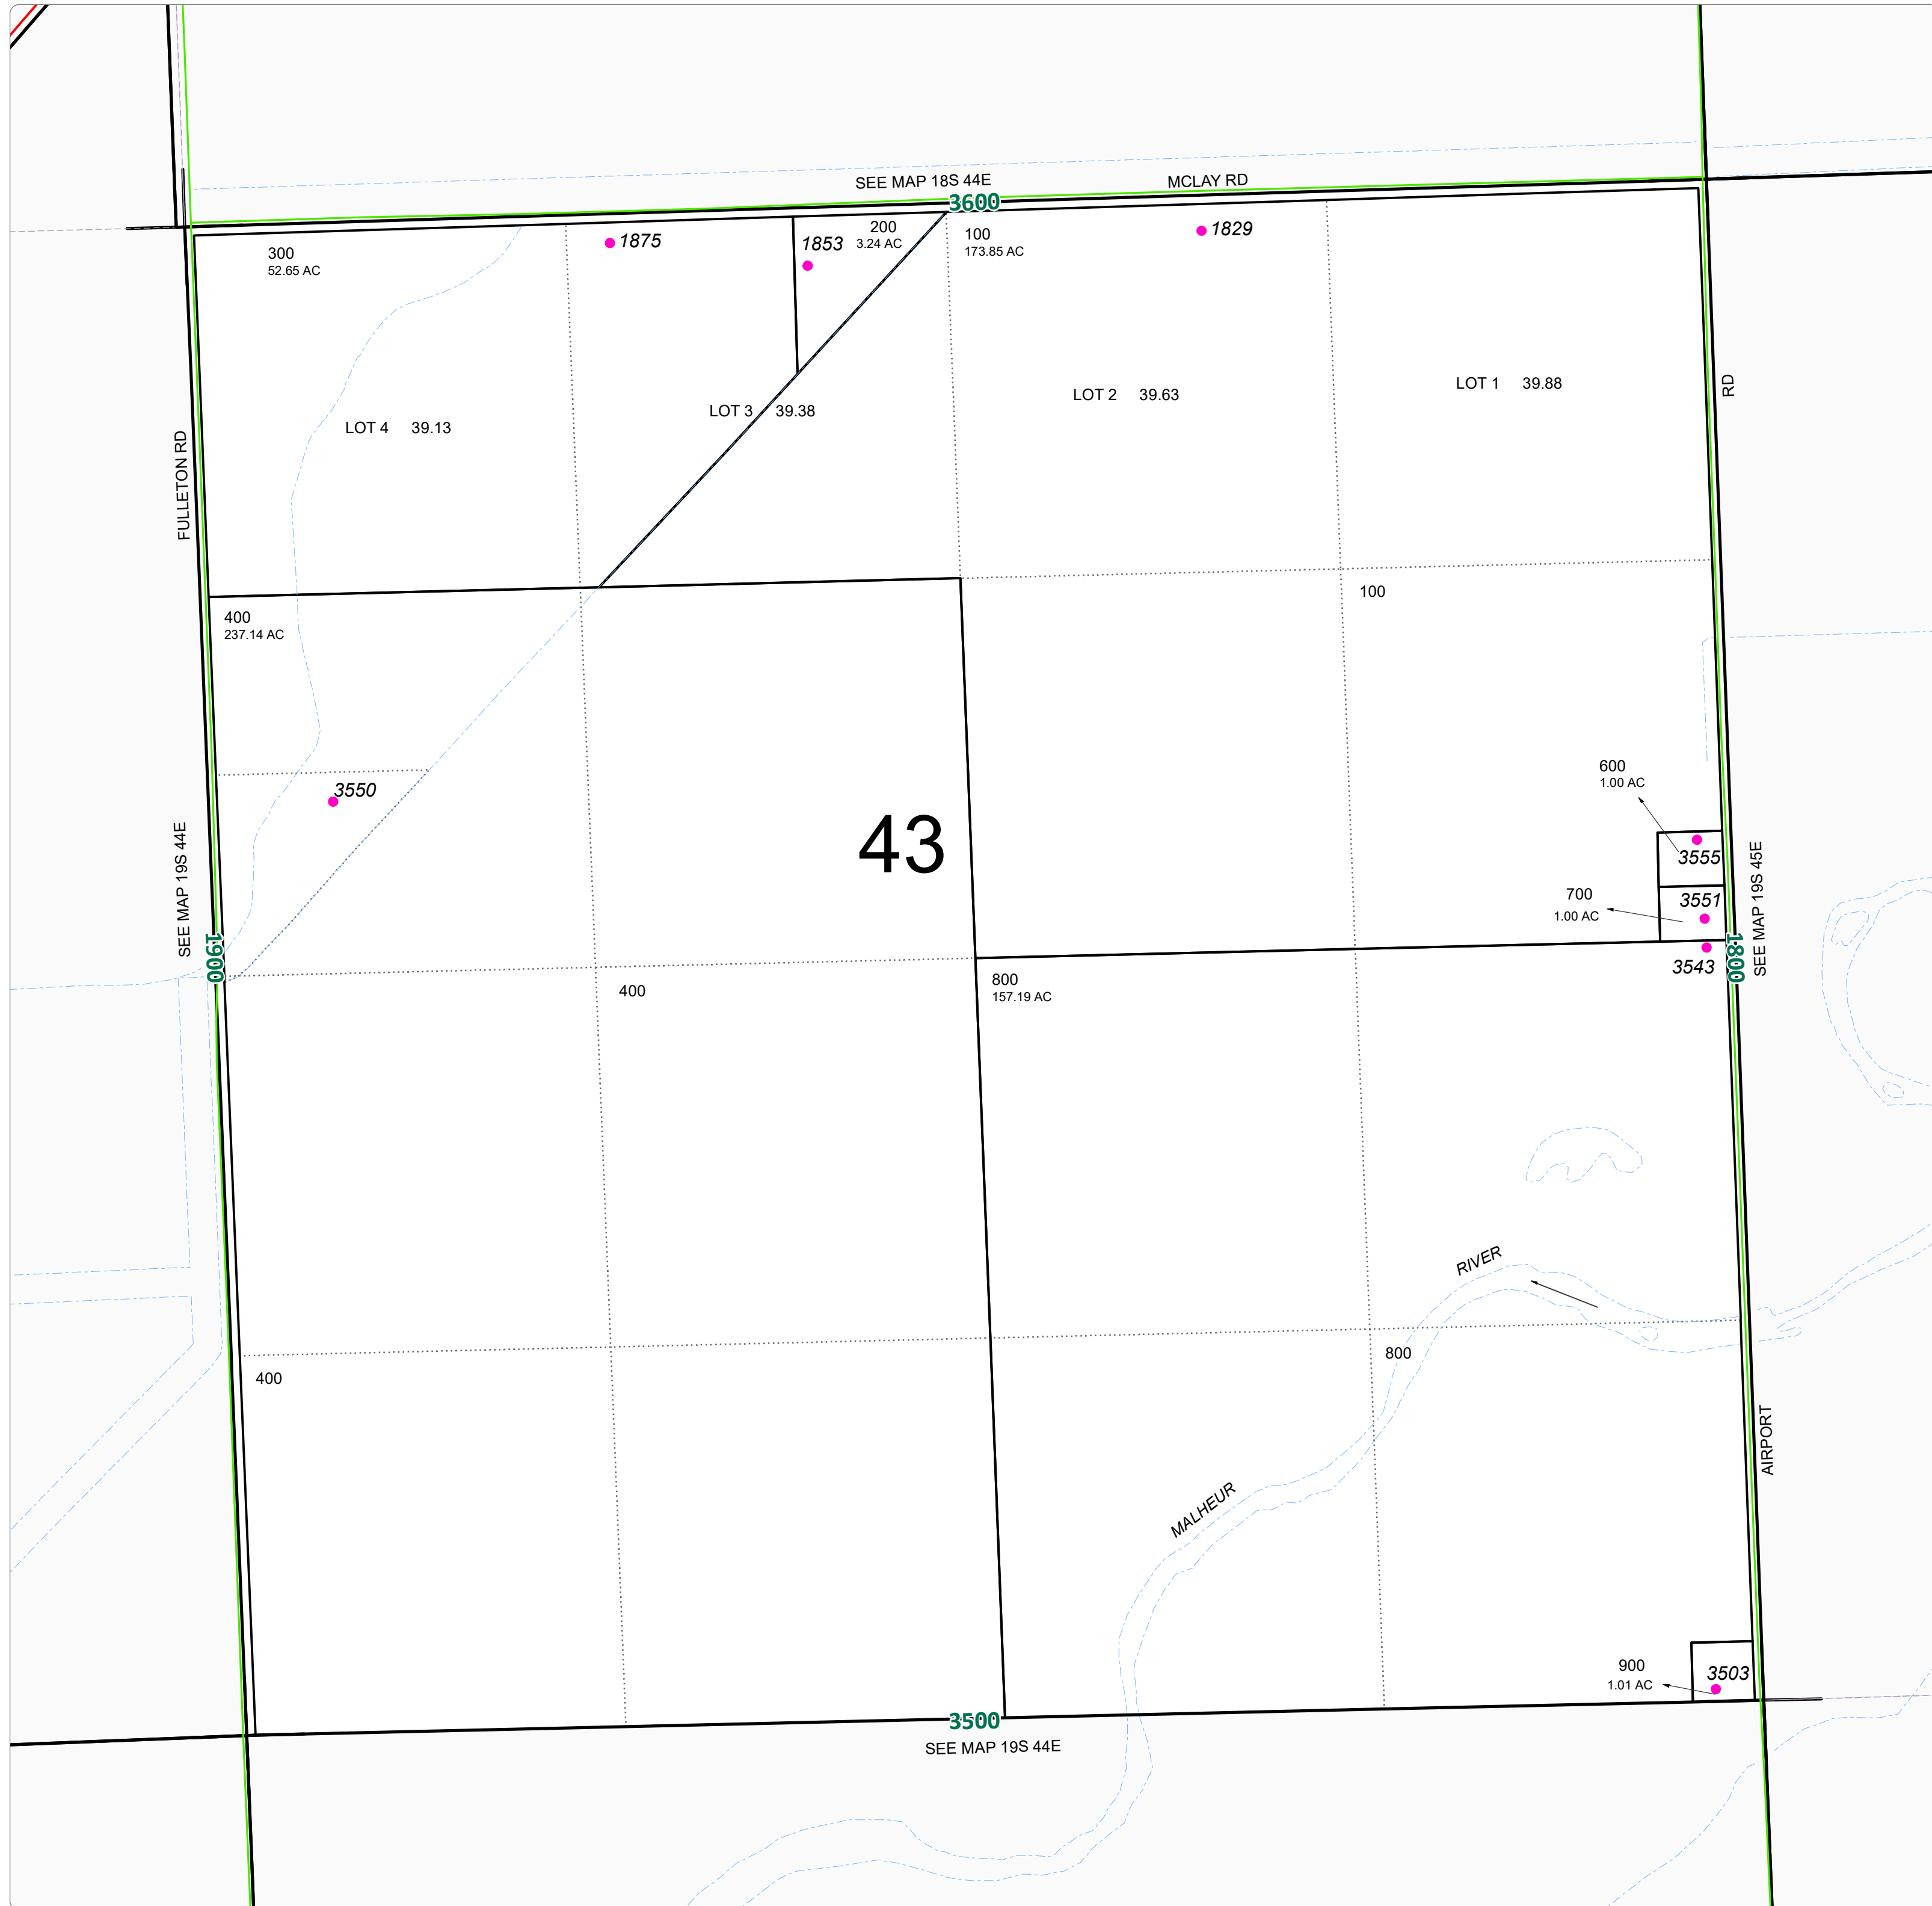 SEE MAP 18S 44E
MCLAY RD
3600
300
52.65 AC
1875
1853
200
3.24 AC
100
173.85 AC
1829
RD
LOT 4 39.13
LOT 3 39.38
LOT 2 39.63
LOT 1 39.88
FULLETON RD
400
237.14 AC
100
3550
43
600
1.00 AC
3555
700
1.00 AC
3551
3543
SEE MAP 19S 44E
1900
SEE MAP 19S 45E
1800
400
800
157.19 AC
RIVER
800
400
AIRPORT
MALHEUR
900
1.01 AC
3503
3500
SEE MAP 19S 44E